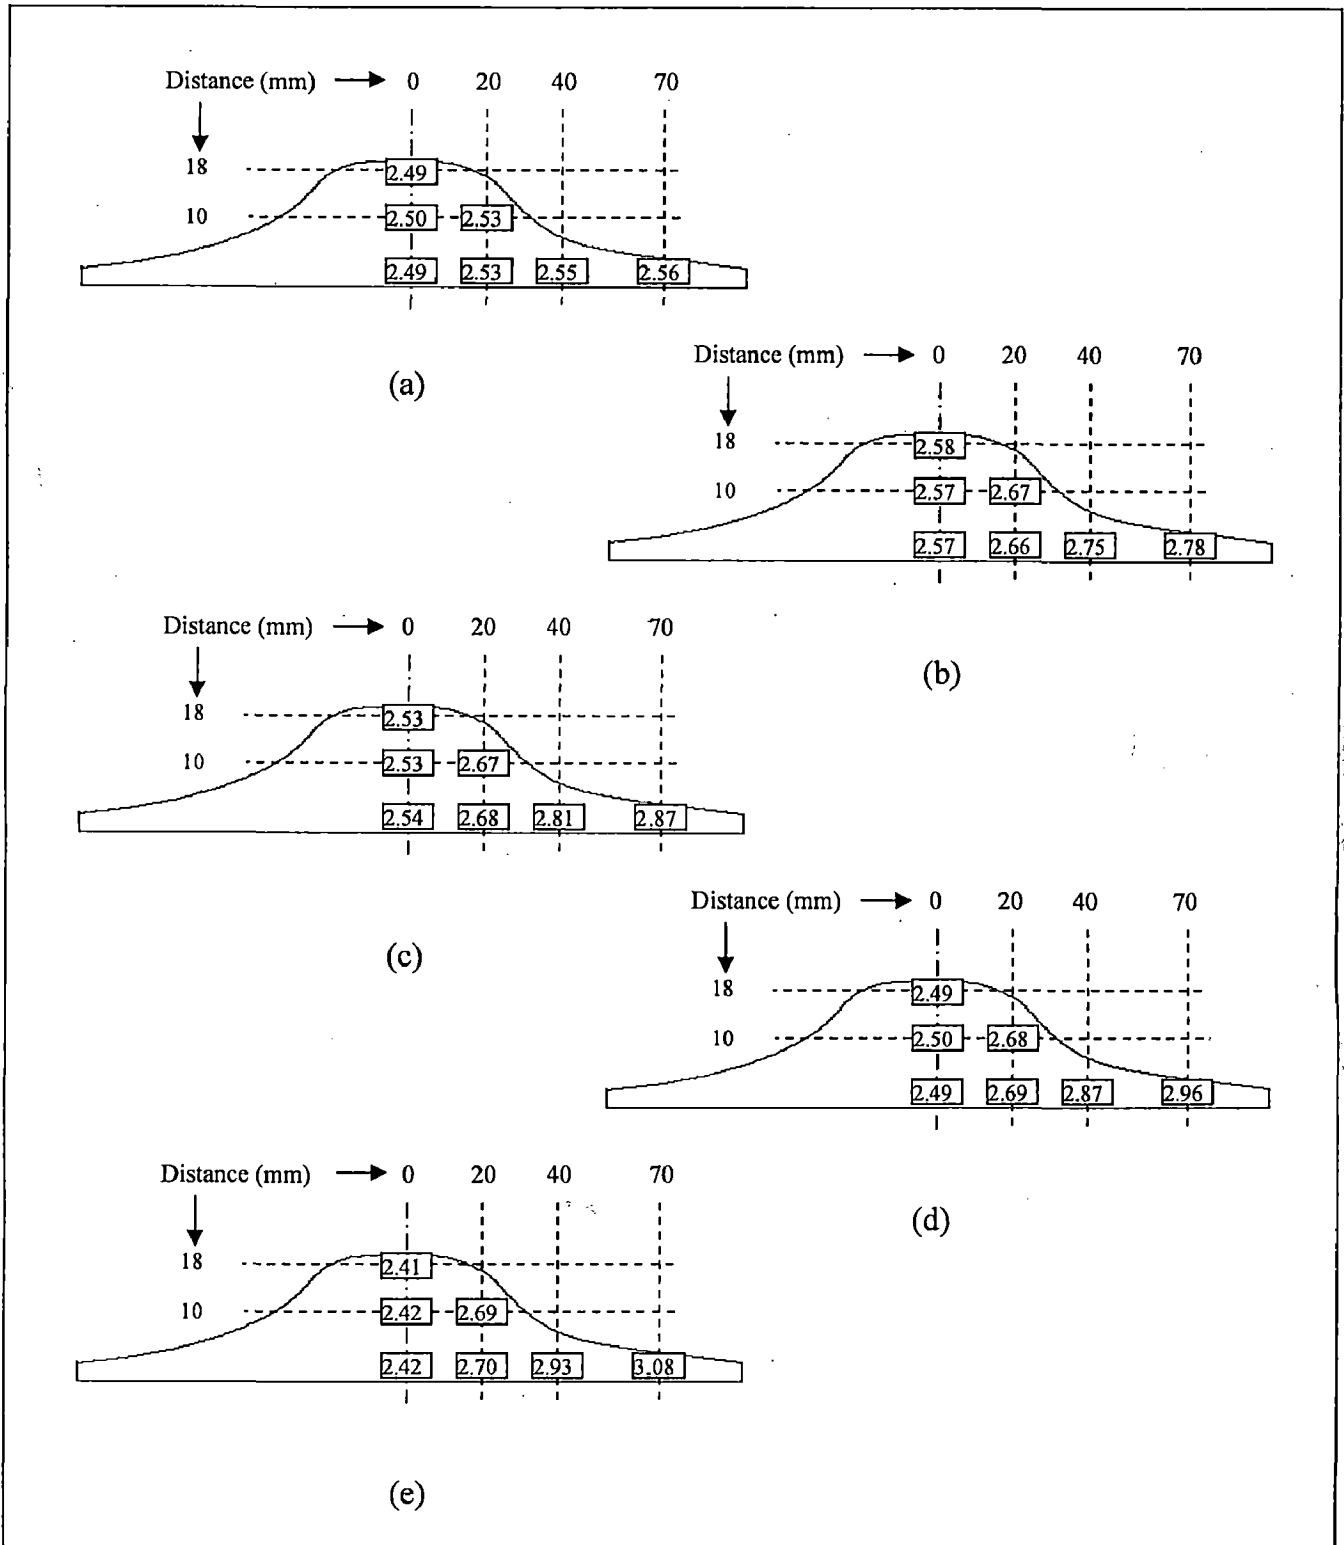 Distance (mm) 0 20 40 70
18 2.49
10 2.50 2.53
2.49 2.53 2.55 2.56
(a)
Distance (mm) 0 20 40 70
18 2.58
10 2.57 2.67
2.57 2.66 2.75 2.78
(b)
Distance (mm) 0 20 40 70
18 2.53
10 2.53 2.67
2.54 2.68 2.81 2.87
(c)
Distance (mm) 0 20 40 70
18 2.49
10 2.50 2.68
2.49 2.69 2.87 2.96
(d)
Distance (mm) 0 20 40 70
18 2.41
10 2.42 2.69
2.42 2.70 2.93 3.08
(e)